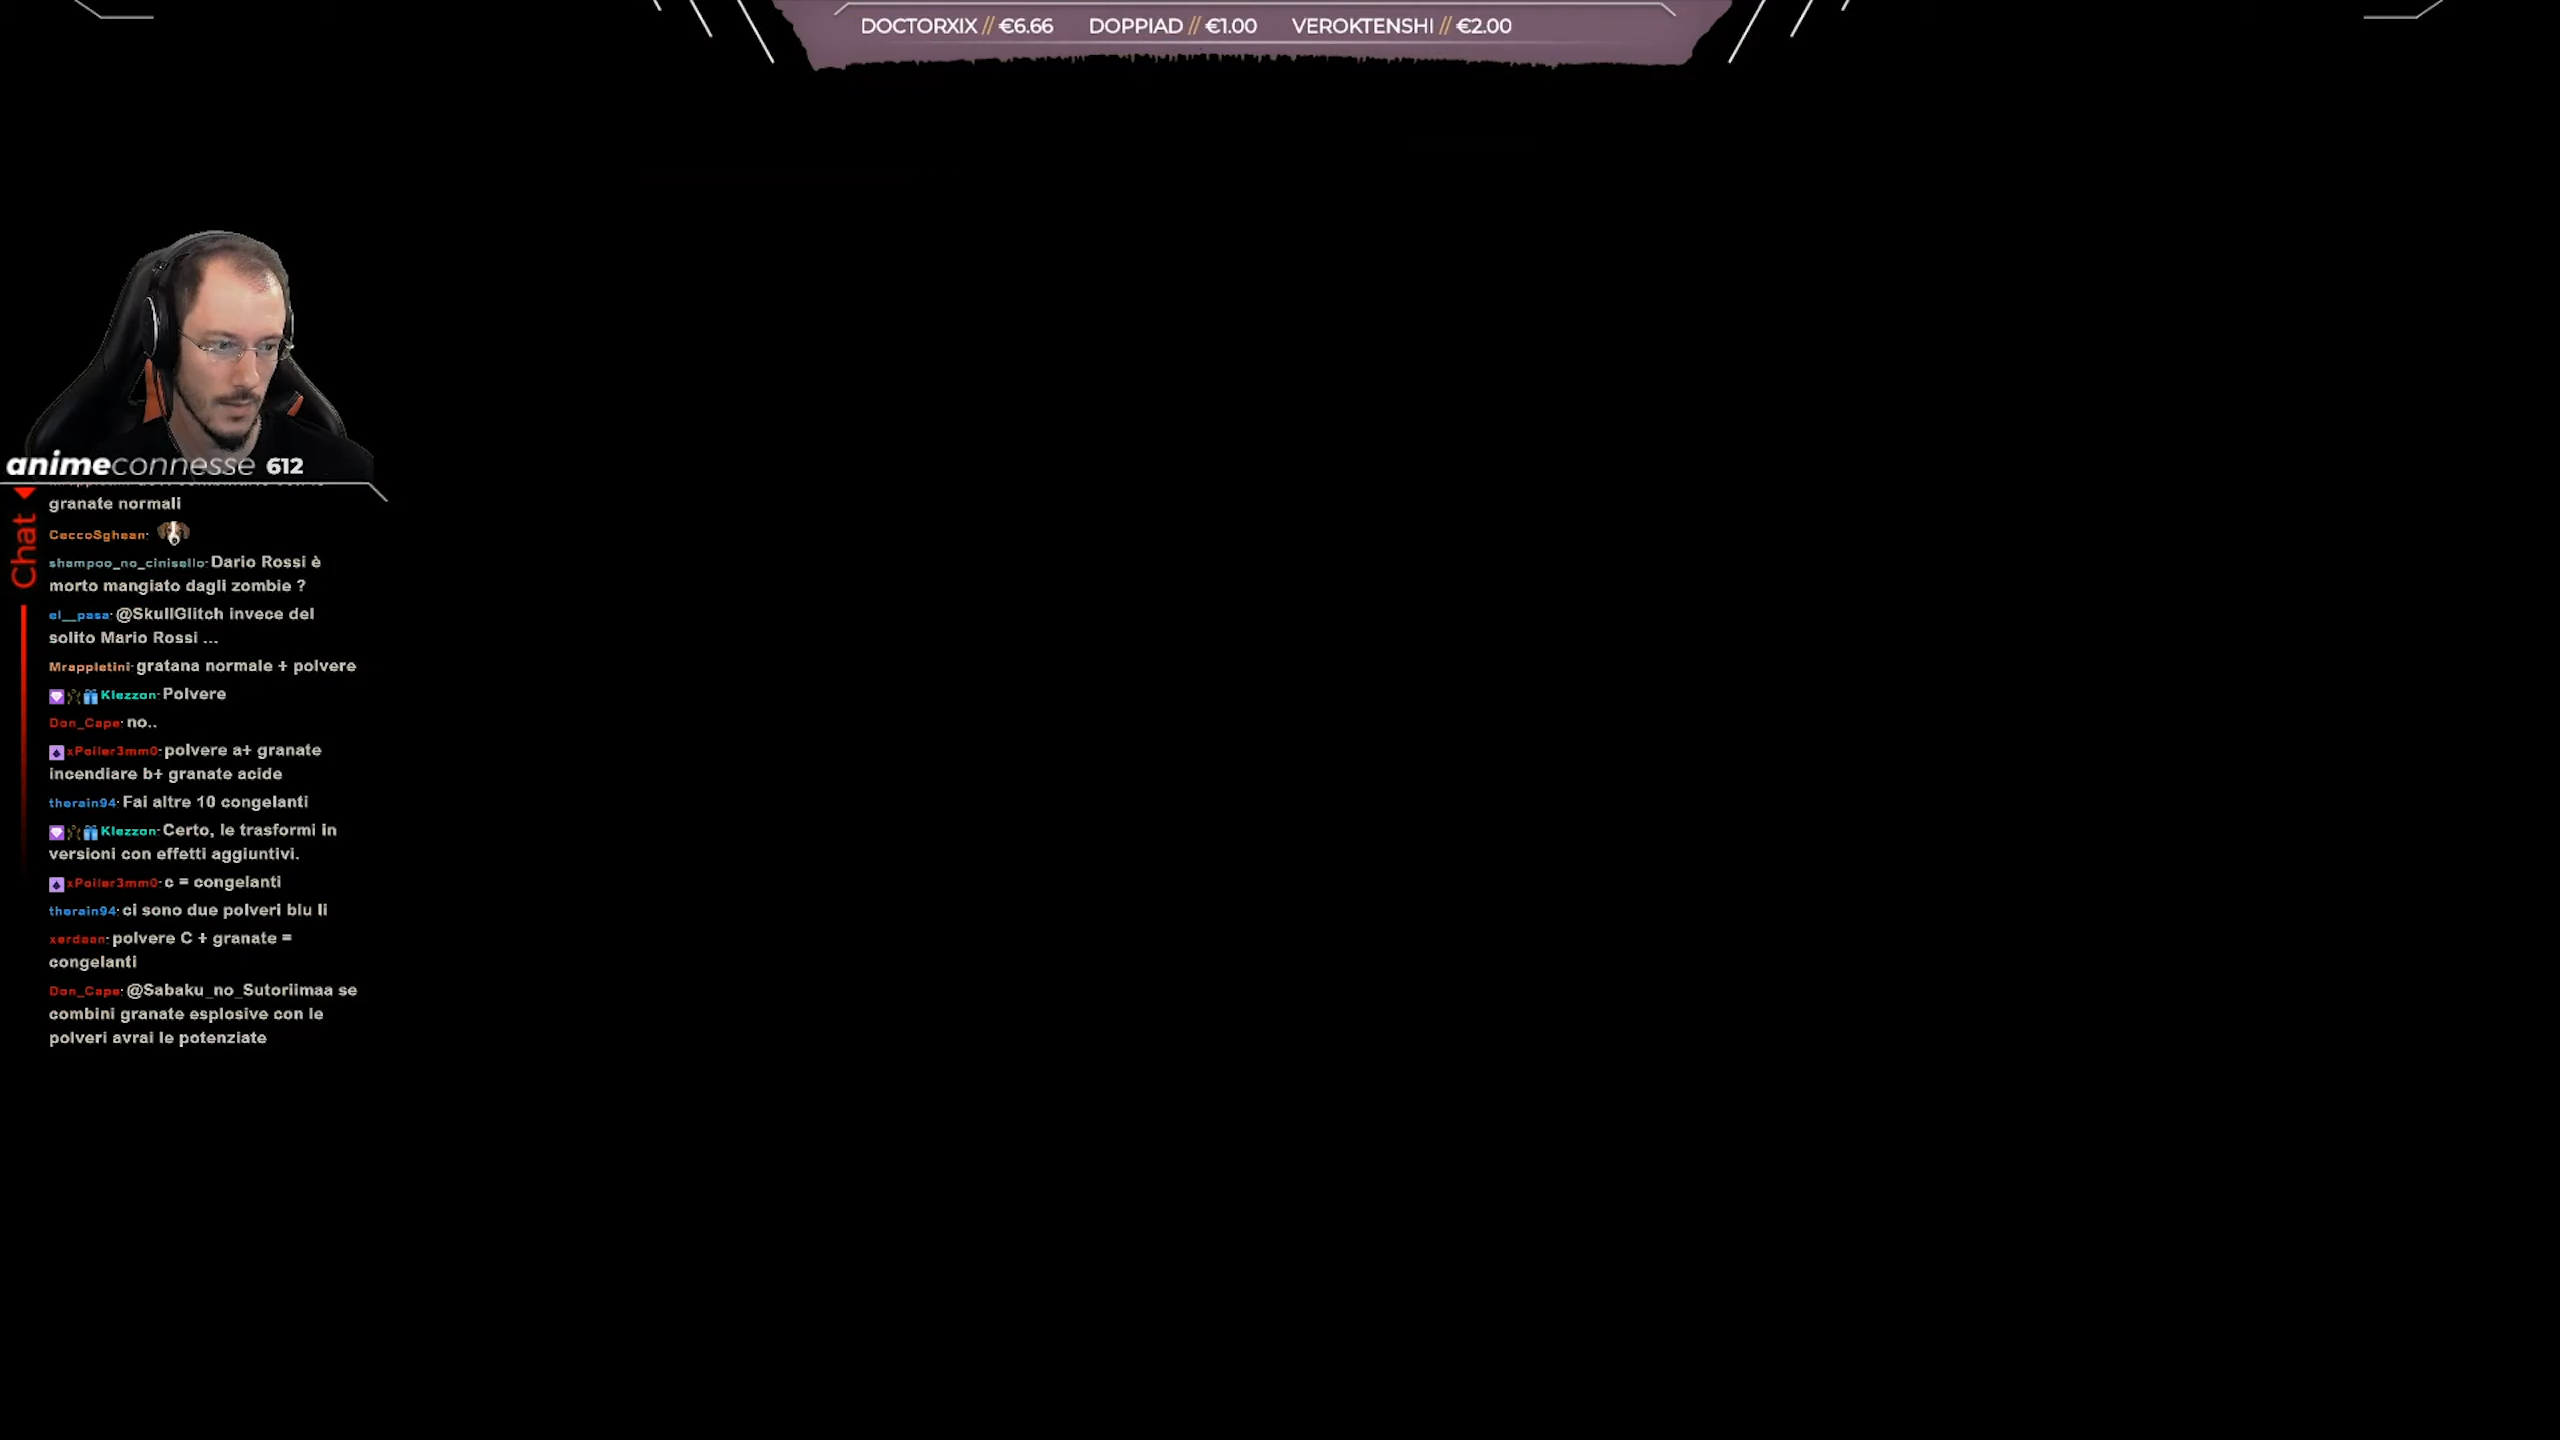 DOCTORXIX // €6.66 DOPPIAD // €1.00 VEROKTENSHI // €2.00
animeconnesse 612
Chat
granate normali
CeccoSghean:
shampoo_no_cinisello: Dario Rossi è
morto mangiato dagli zombie ?
el__pasa: @SkullGlitch invece del
solito Mario Rossi ...
Mrappletini: gratana normale + polvere
Klezzon: Polvere
Don_Cape: no..
xPoiler3mm0: polvere a+ granate
incendiare b+ granate acide
therain94: Fai altre 10 congelanti
Klezzon: Certo, le trasformi in
versioni con effetti aggiuntivi.
xPoiler3mm0: c = congelanti
therain94: ci sono due polveri blu li
xerdaan: polvere C + granate =
congelanti
Don_Cape: @Sabaku_no_Sutoriimaa se
combini granate esplosive con le
polveri avrai le potenziate